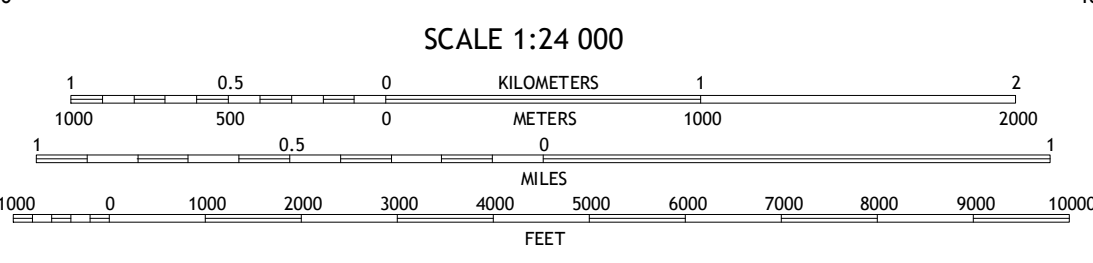 SCALE 1:24 000
1 0.5 0 KILOMETERS 1 2
1000 500 0 METERS 1000 2000
1 0.5 0 1
MILES
1000 0 1000 2000 3000 4000 5000 6000 7000 8000 9000 10000
FEET